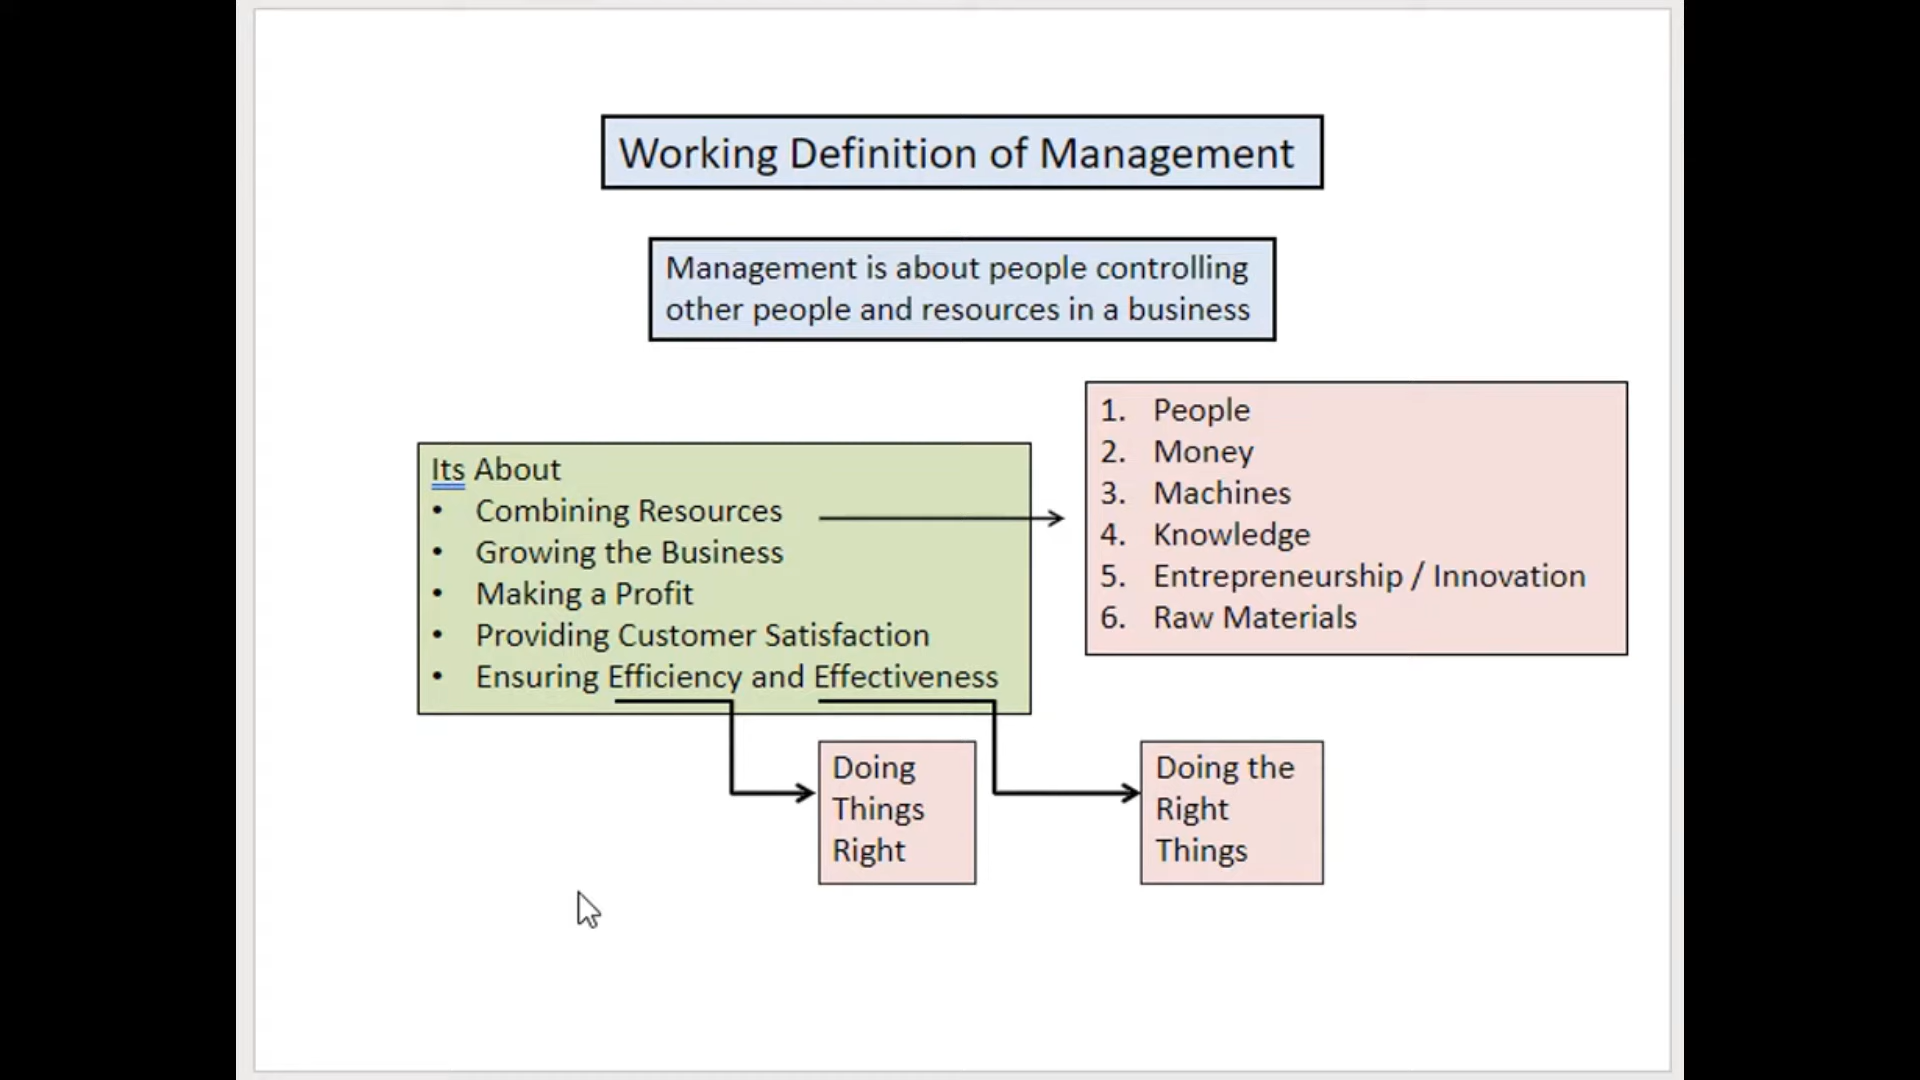 Working Definition of Management
Management is about people controlling
other people and resources in a business
Its About
• Combining Resources
• Growing the Business
• Making a Profit
• Providing Customer Satisfaction
• Ensuring Efficiency and Effectiveness
1. People
2. Money
3. Machines
4. Knowledge
5. Entrepreneurship / Innovation
6. Raw Materials
Doing
Things
Right
Doing the
Right
Things